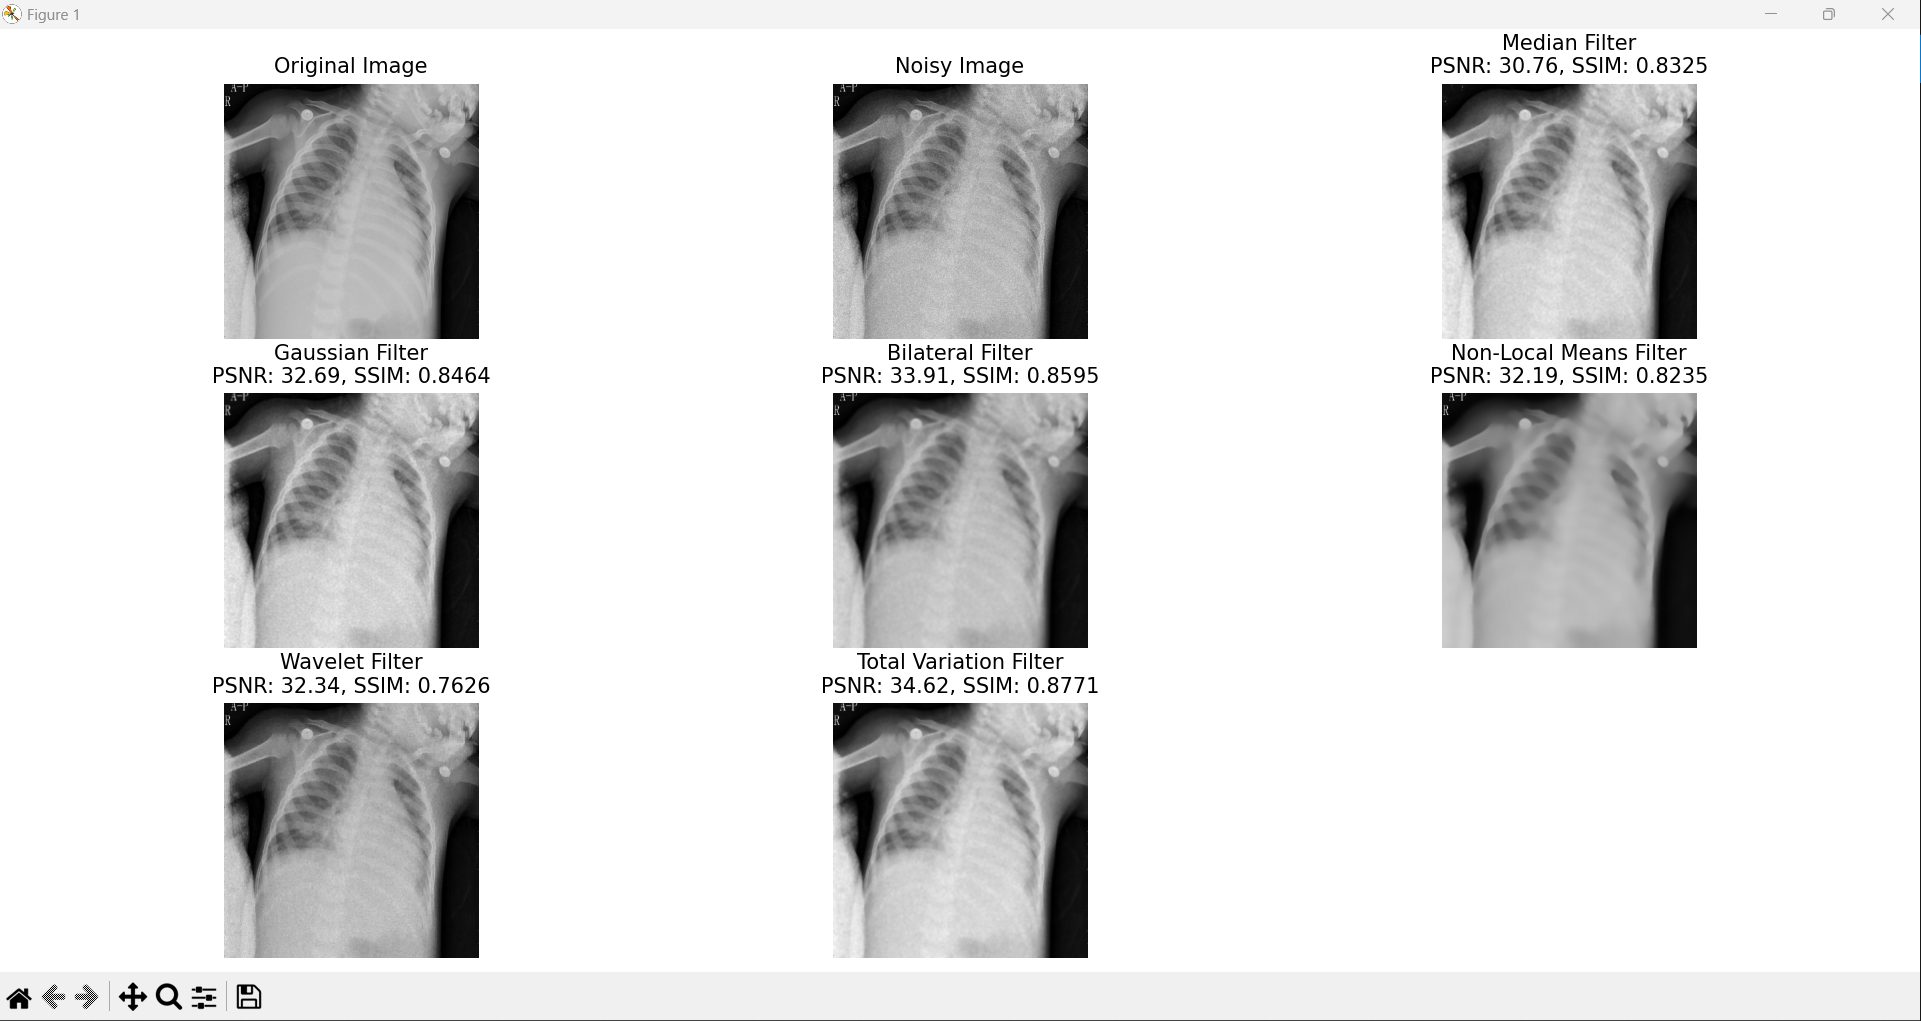 Figure 1
Original Image
A-P
R
Noisy Image
A-P
R
Median Filter
PSNR: 30.76, SSIM: 0.8325
A-P
R
Gaussian Filter
PSNR: 32.69, SSIM: 0.8464
A-P
R
Bilateral Filter
PSNR: 33.91, SSIM: 0.8595
A-P
R
Non-Local Means Filter
PSNR: 32.19, SSIM: 0.8235
A-P
R
Wavelet Filter
PSNR: 32.34, SSIM: 0.7626
A-P
R
Total Variation Filter
PSNR: 34.62, SSIM: 0.8771
A-P
R